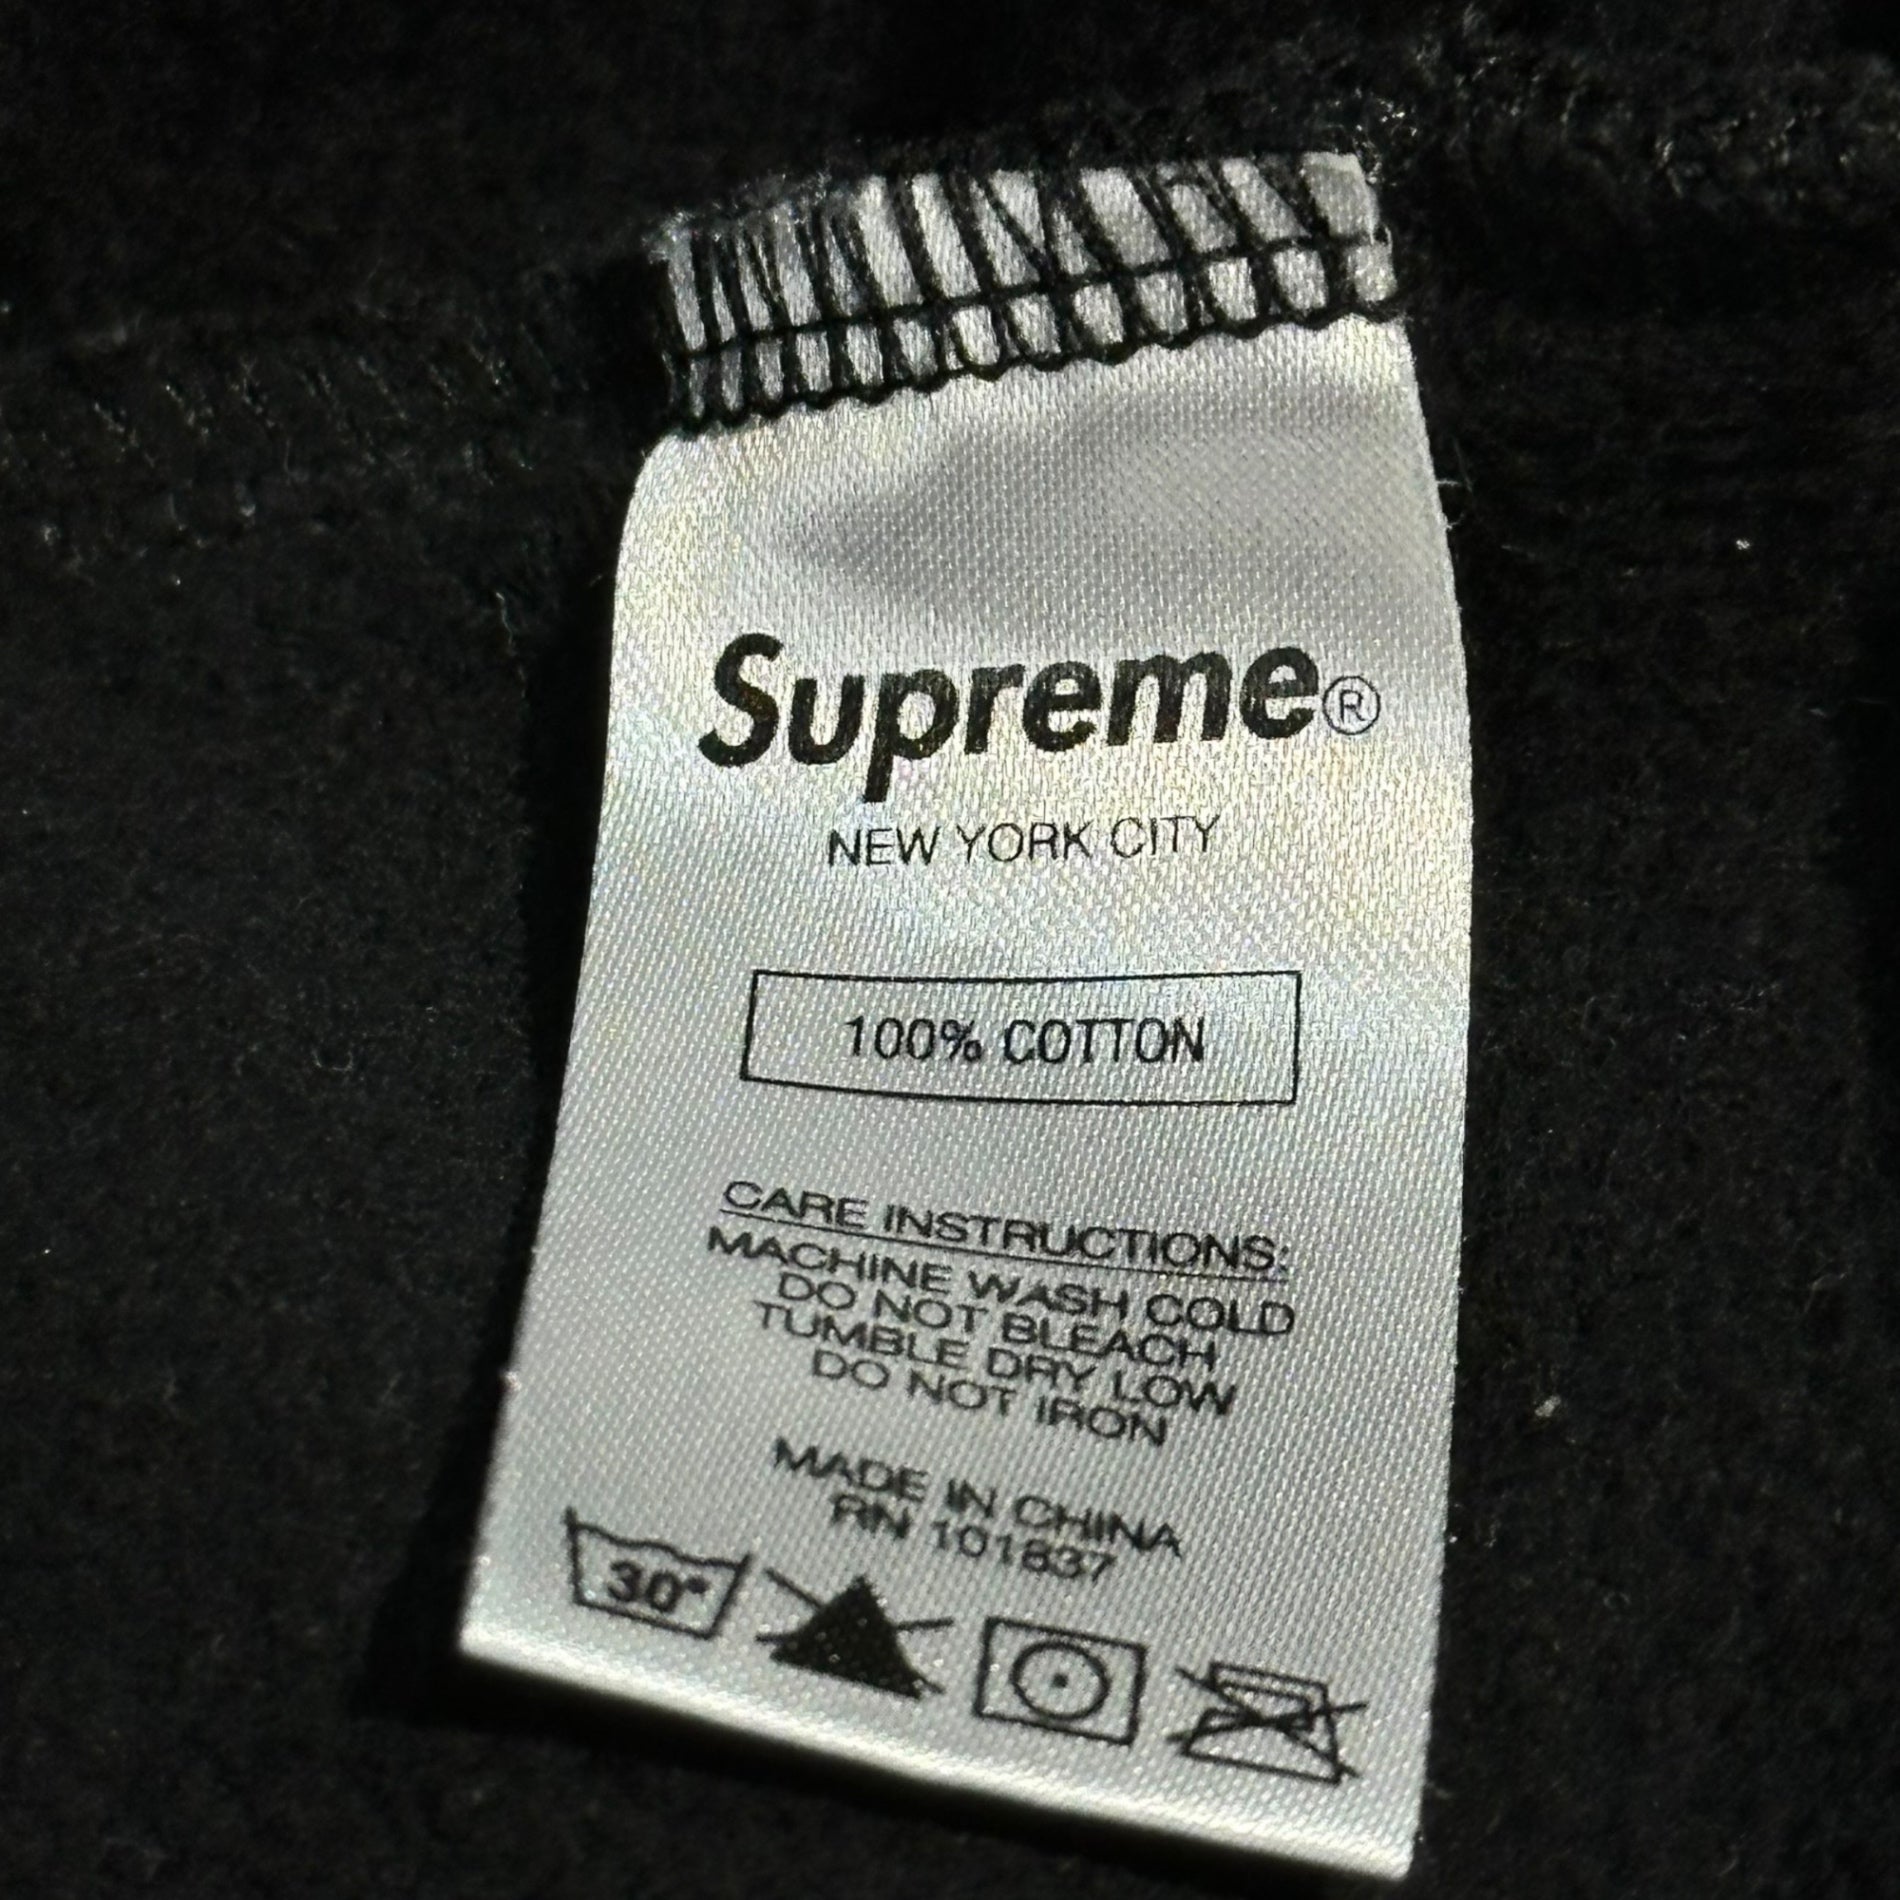 Supreme®
NEW YORK CITY
100% COTTON
CARE INSTRUCTIONS:
MACHINE WASH COLD
DO NOT BLEACH
TUMBLE DRY LOW
DO NOT IRON
MADE IN CHINA
RN 101837
30°